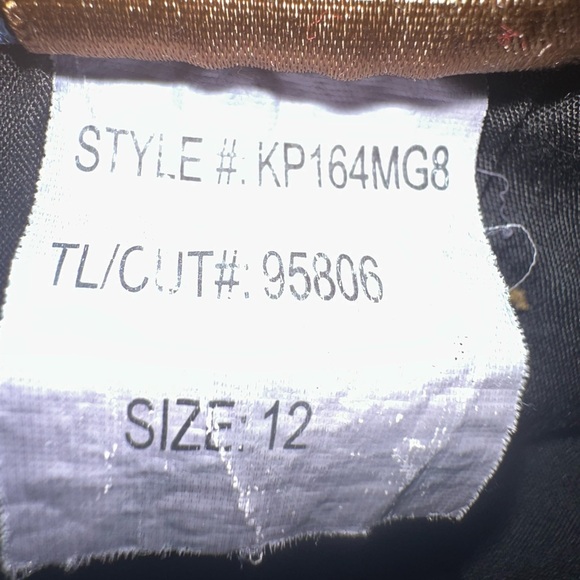 STYLE #: KP164MG8
TL/CUT#: 95806
SIZE: 12